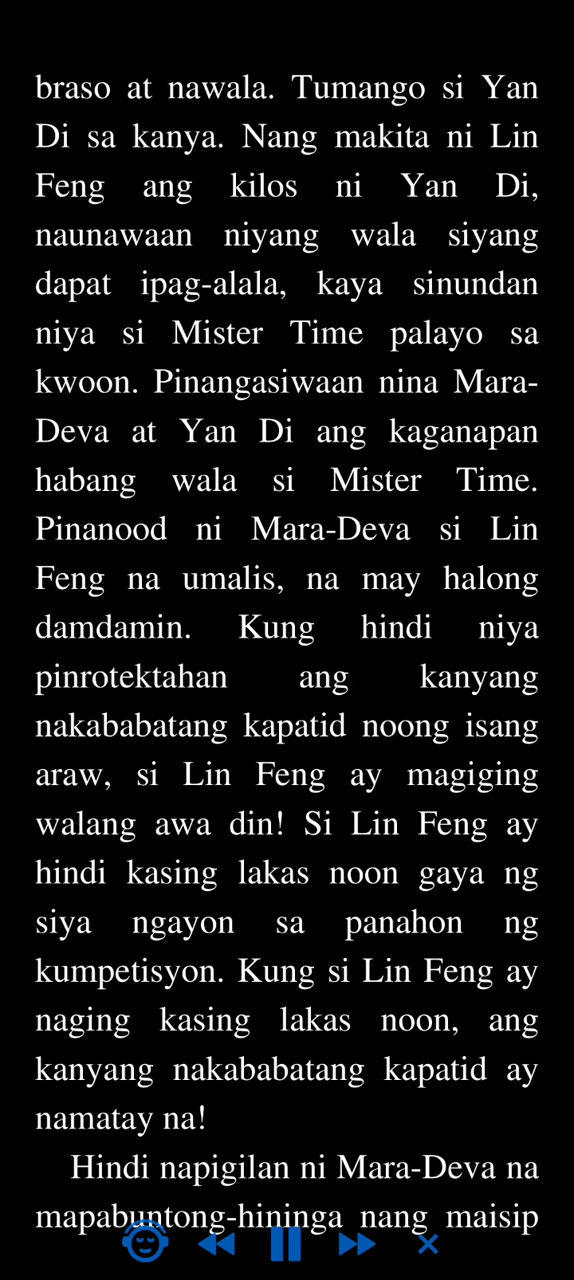 braso at nawala. Tumango si Yan
Di sa kanya. Nang makita ni Lin
Feng ang kilos ni Yan Di,
naunawaan niyang wala siyang
dapat ipag-alala, kaya sinundan
niya si Mister Time palayo sa
kwoon. Pinangasiwaan nina Mara-
Deva at Yan Di ang kaganapan
habang wala si Mister Time.
Pinanood ni Mara-Deva si Lin
Feng na umalis, na may halong
damdamin. Kung hindi niya
pinrotektahan ang kanyang
nakababatang kapatid noong isang
araw, si Lin Feng ay magiging
walang awa din! Si Lin Feng ay
hindi kasing lakas noon gaya ng
siya ngayon sa panahon ng
kumpetisyon. Kung si Lin Feng ay
naging kasing lakas noon, ang
kanyang nakababatang kapatid ay
namatay na!
Hindi napigilan ni Mara-Deva na
mapabuntong-hininga nang maisip